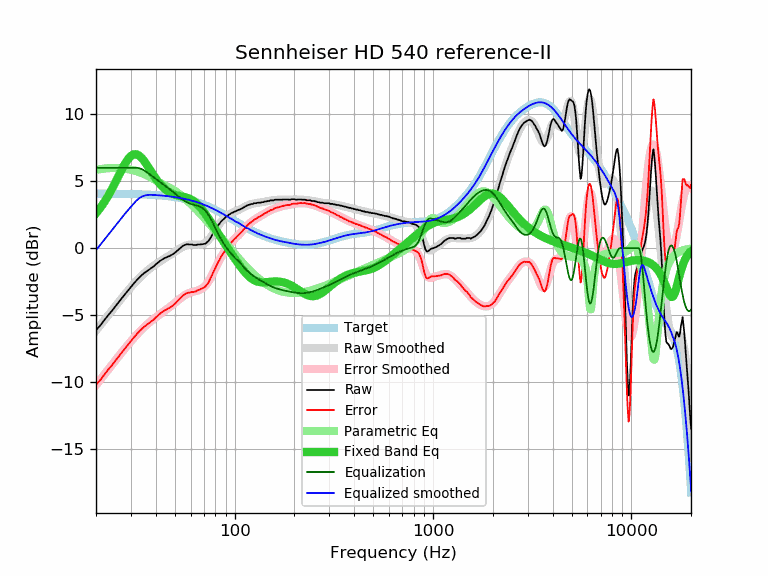 Sennheiser HD 540 reference-II
10
5
0
−5
−10
−15
Amplitude (dBr)
Target
Raw Smoothed
Error Smoothed
Raw
Error
Parametric Eq
Fixed Band Eq
Equalization
Equalized smoothed
100
1000
10000
Frequency (Hz)